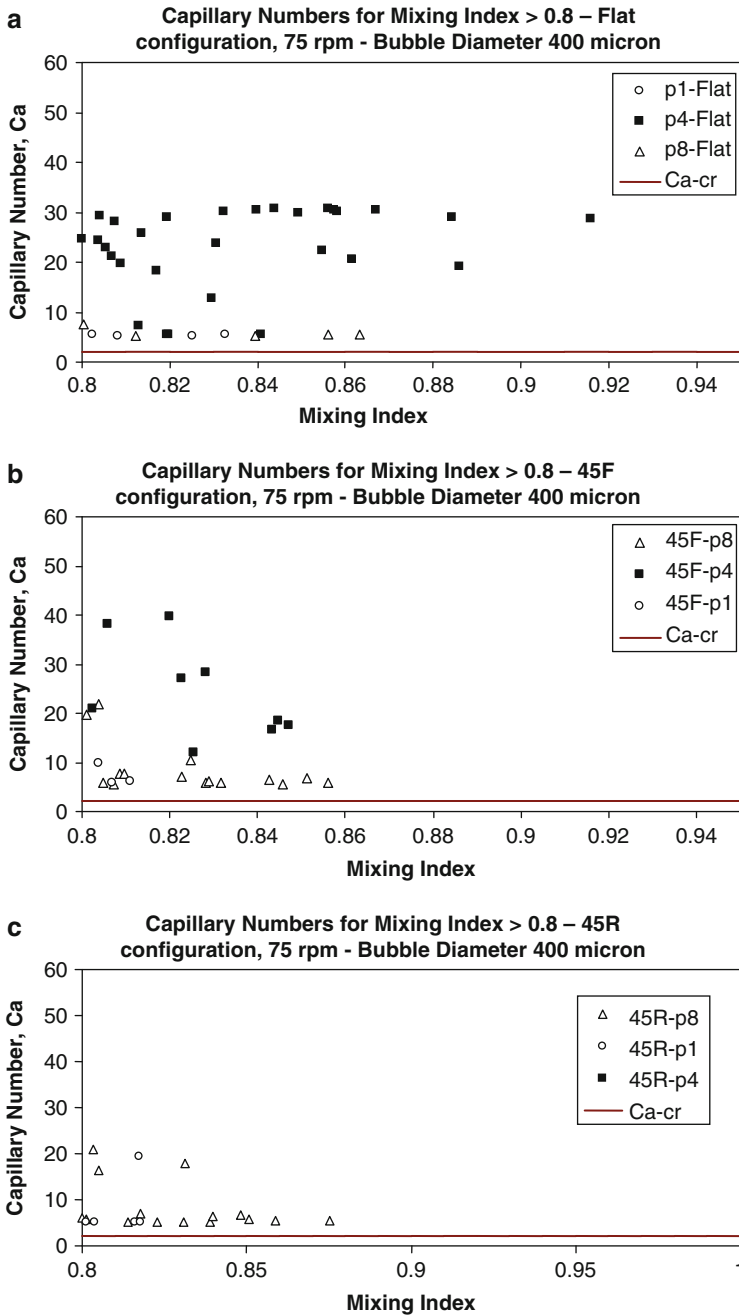 a
Capillary Numbers for Mixing Index > 0.8 – Flat
configuration, 75 rpm - Bubble Diameter 400 micron
Capillary Number, Ca
60
50
40
30
20
10
0
p1-Flat
p4-Flat
p8-Flat
Ca-cr
0.8 0.82 0.84 0.86 0.88 0.9 0.92 0.94
Mixing Index
b
Capillary Numbers for Mixing Index > 0.8 – 45F
configuration, 75 rpm - Bubble Diameter 400 micron
Capillary Number, Ca
60
50
40
30
20
10
0
45F-p8
45F-p4
45F-p1
Ca-cr
0.8 0.82 0.84 0.86 0.88 0.9 0.92 0.94
Mixing Index
c
Capillary Numbers for Mixing Index > 0.8 – 45R
configuration, 75 rpm - Bubble Diameter 400 micron
Capillary Number, Ca
60
50
40
30
20
10
0
45R-p8
45R-p1
45R-p4
Ca-cr
0.8 0.85 0.9 0.95 1
Mixing Index